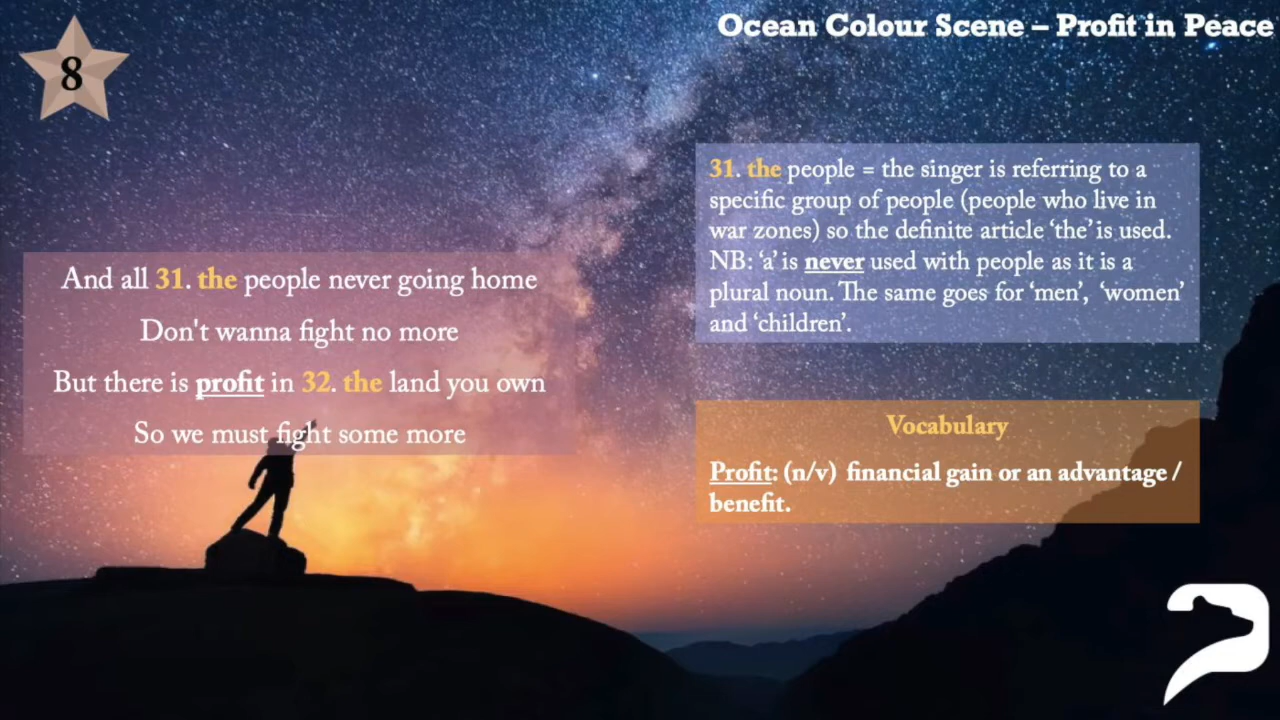 8
Ocean Colour Scene – Profit in Peace
And all 31. the people never going home
Don't wanna fight no more
But there is profit in 32. the land you own
So we must fight some more
31. the people = the singer is referring to a
specific group of people (people who live in
war zones) so the definite article ‘the’ is used.
NB: ‘a’ is never used with people as it is a
plural noun. The same goes for ‘men’, ‘women’
and ‘children’.
Vocabulary
Profit: (n/v) financial gain or an advantage /
benefit.